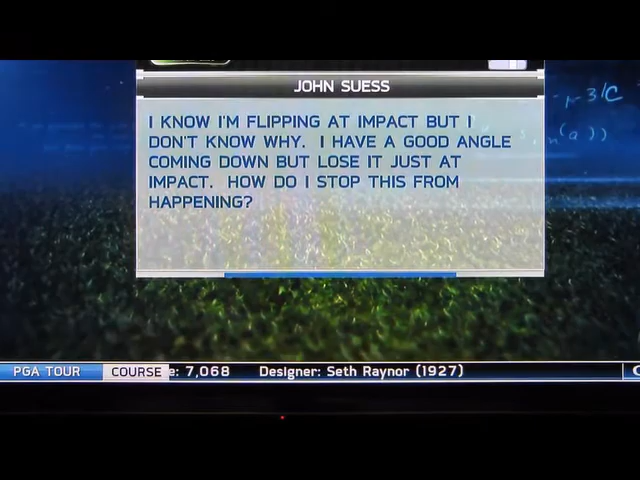 JOHN SUESS
I KNOW I'M FLIPPING AT IMPACT BUT I
DON'T KNOW WHY. I HAVE A GOOD ANGLE
COMING DOWN BUT LOSE IT JUST AT
IMPACT. HOW DO I STOP THIS FROM
HAPPENING?
PGA TOUR COURSE e: 7,068 Designer: Seth Raynor (1927)